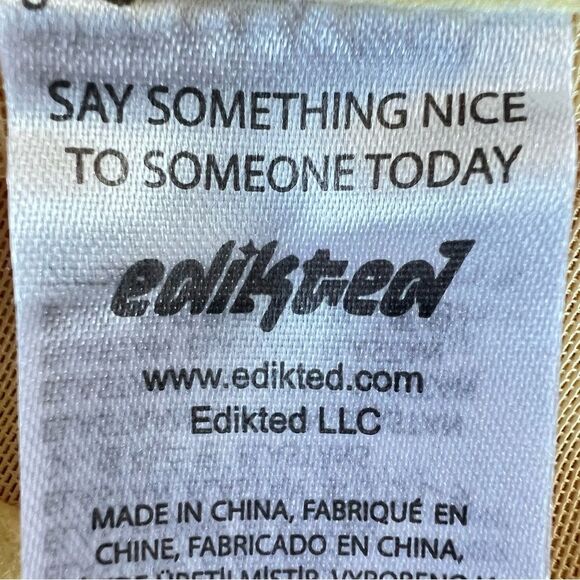 SAY SOMETHING NICE
TO SOMEONE TODAY
edikted
www.edikted.com
Edikted LLC
MADE IN CHINA, FABRIQUÉ EN
CHINE, FABRICADO EN CHINA,